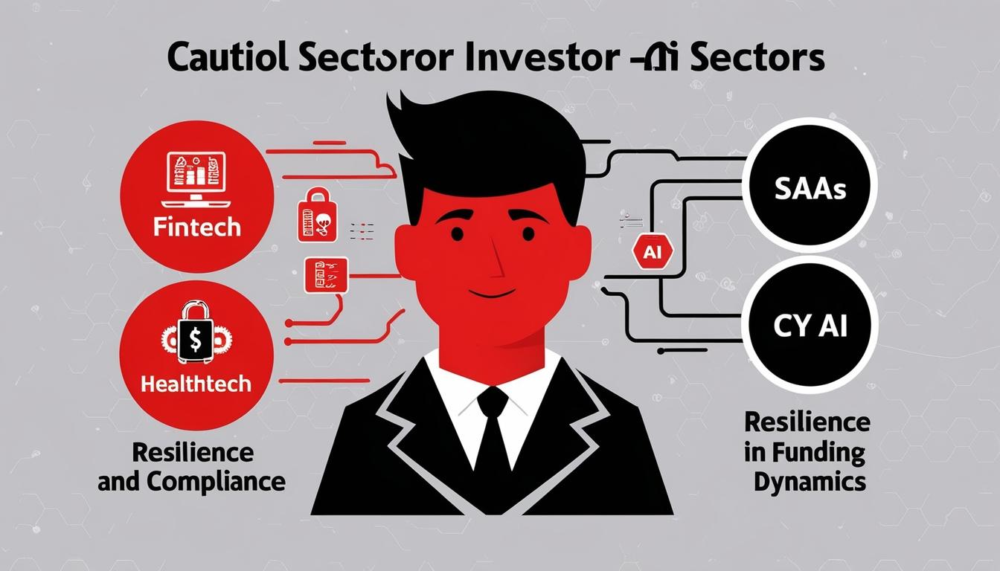 Cautiol Sectoror Investor -Ai Sectors
Fintech
Healthtech
$
Resilience
and Compliance
AI
SAAs
CY AI
Resilience
in Funding
Dynamics